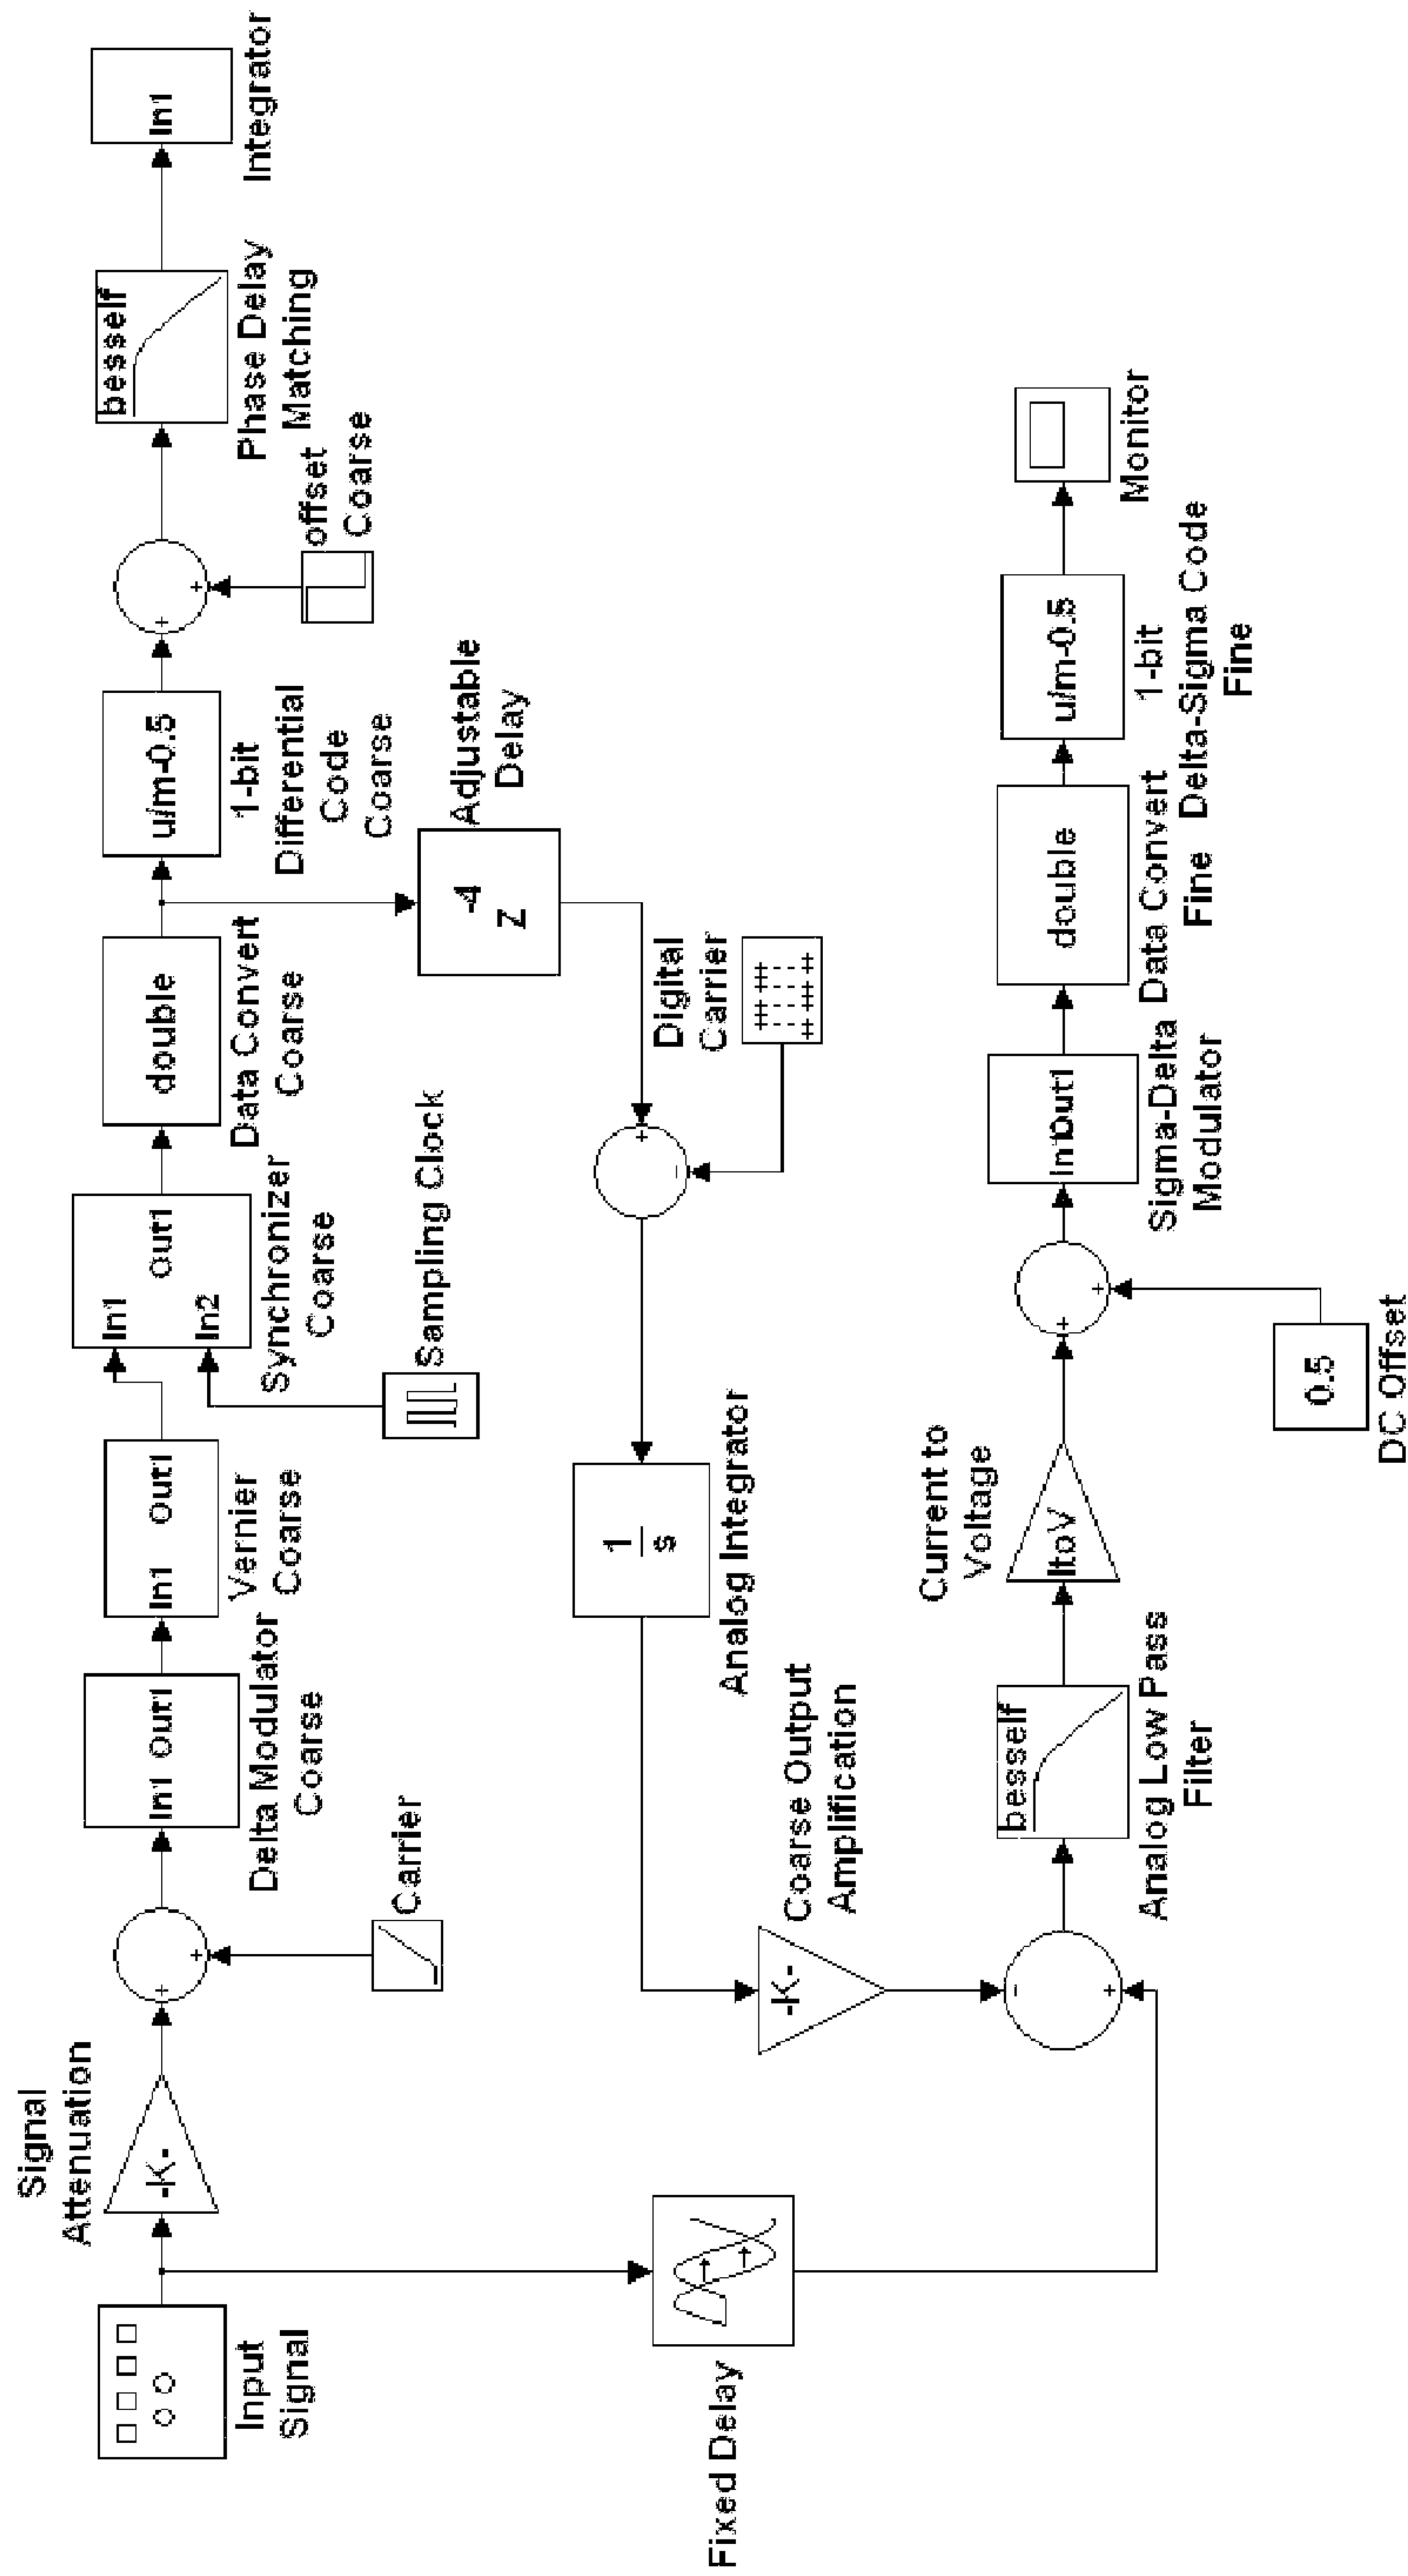 Input
Signal
Signal
Attenuation
-K-
Carrier
+
+
In1 Out1
Delta Modulator
Coarse
In1 Out1
Vernier
Coarse
In1
In2
Out1
Synchronizer
Coarse
Sampling Clock
double
Data Convert
Coarse
u/m-0.5
1-bit
Differential
Code
Coarse
+
+
offset
Coarse
besself
Phase Delay
Matching
In1
Integrator
-4
Z
Adjustable
Delay
Digital
Carrier
+
-
1
s
Analog Integrator
-K-
Coarse Output
Amplification
Fixed Delay
-
+
besself
Analog Low Pass
Filter
ItoV
Current to
Voltage
+
+
0.5
DC Offset
In1Out1
Sigma-Delta
Modulator
double
Data Convert
Fine
u/m-0.5
1-bit
Delta-Sigma Code
Fine
Monitor